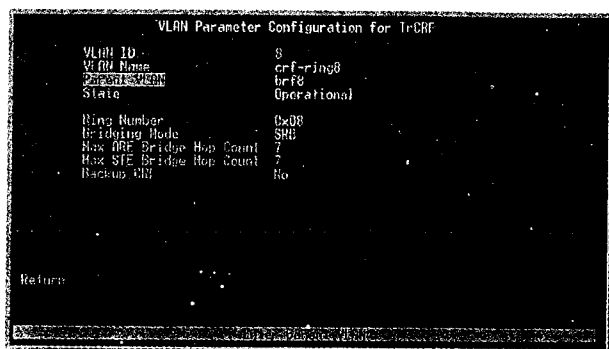 VLAN Parameter Configuration for TrCRF
VLAN ID 8
VLAN Name crf-ring8
Parent VLAN brf8
State Operational
Ring Number 0x08
Bridging Mode SRB
Max ARE Bridge Hop Count 7
Max STE Bridge Hop Count 7
Backup CRF No
Return